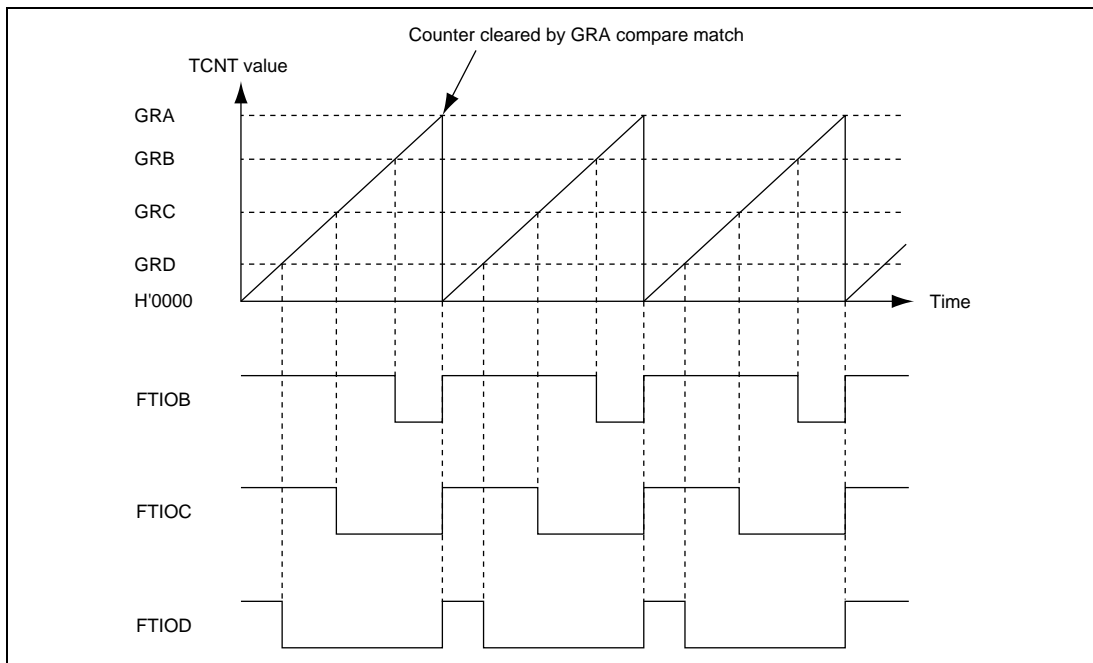 Counter cleared by GRA compare match
TCNT value
GRA
GRB
GRC
GRD
H'0000
Time
FTIOB
FTIOC
FTIOD